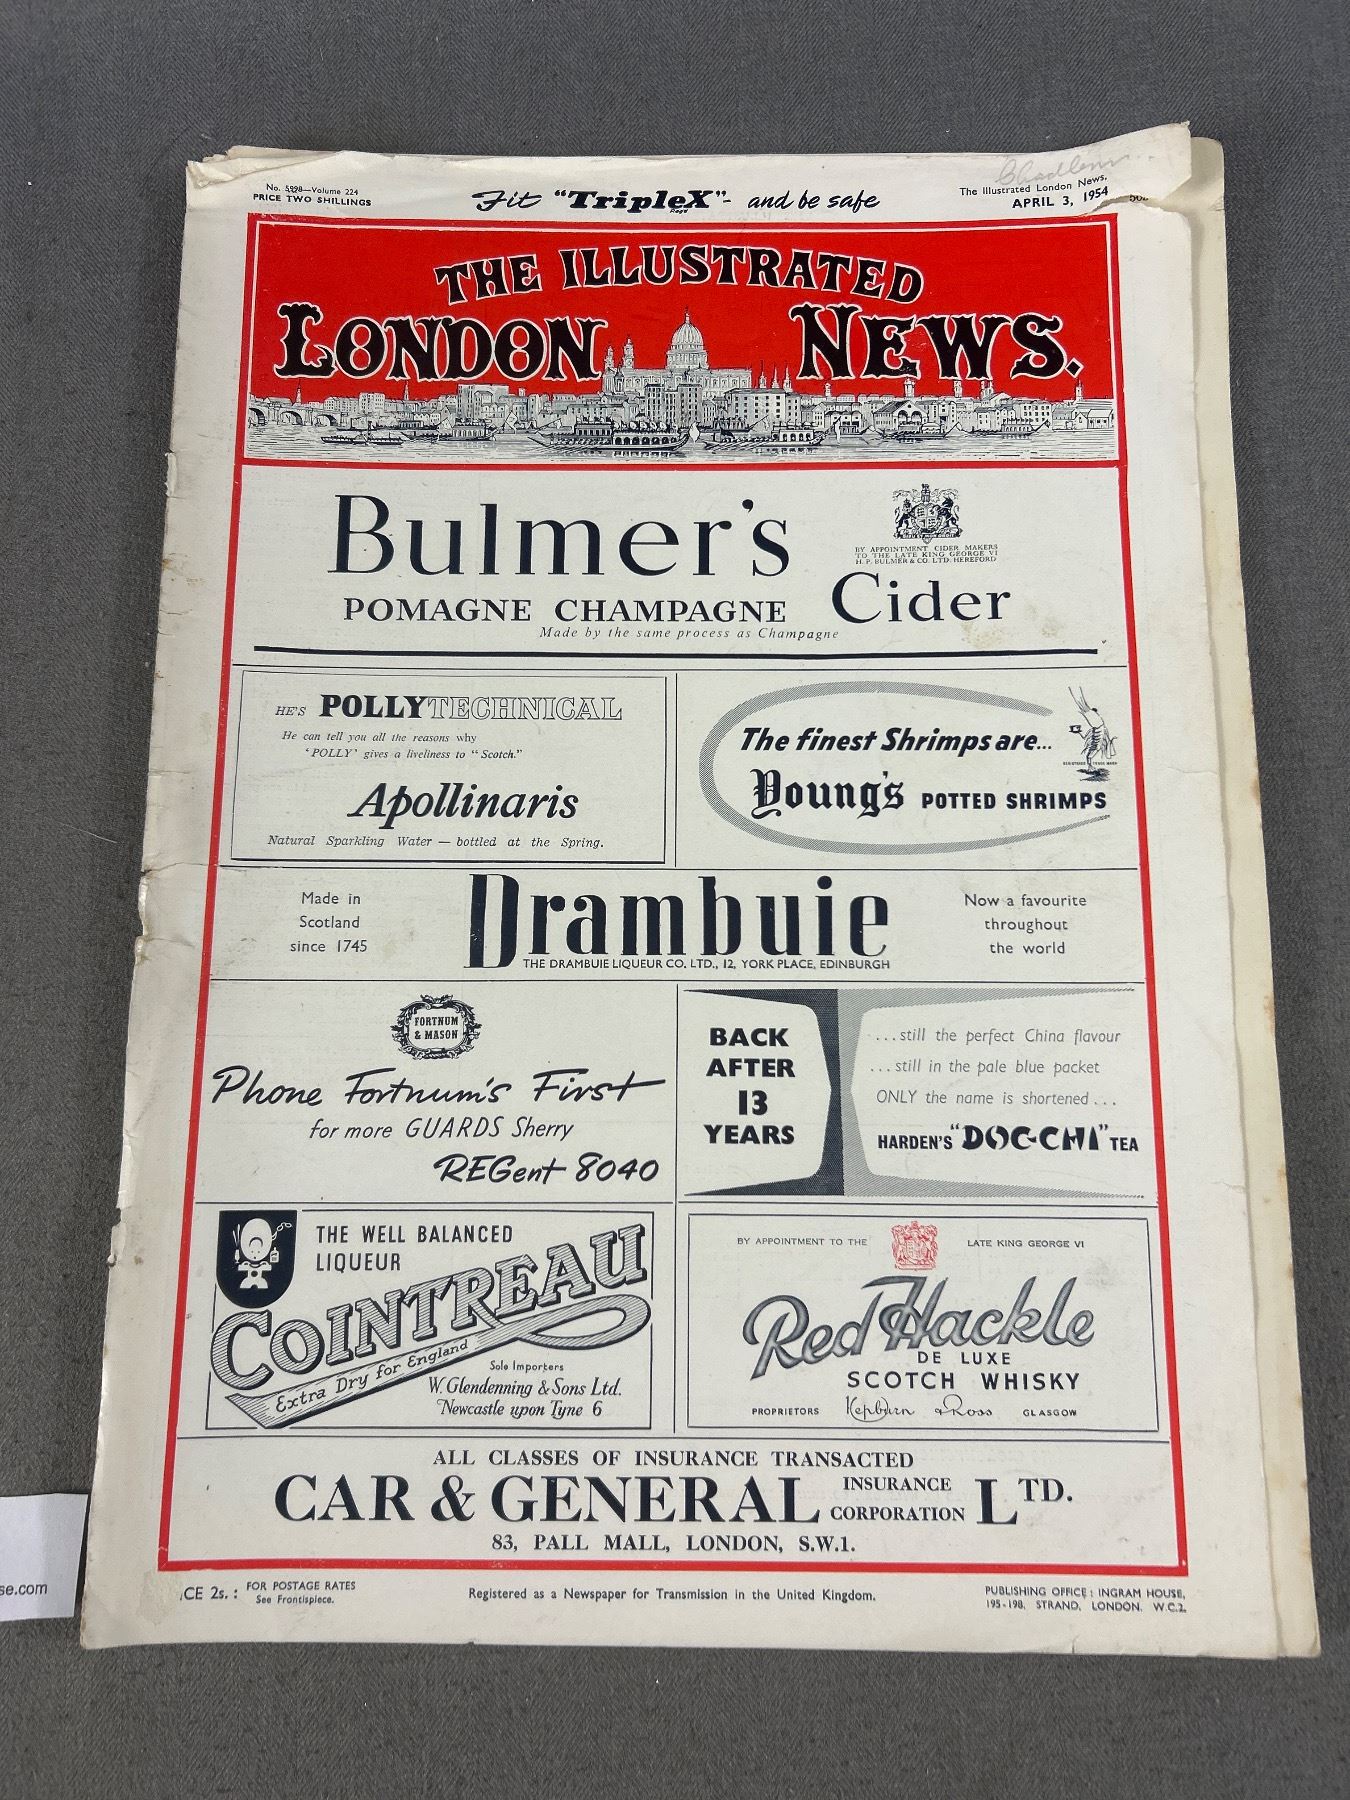 No. 5998—Volume 224
PRICE TWO SHILLINGS
Fit "TripleX" - and be safe
Regd
The Illustrated London News,
APRIL 3, 1954
THE ILLUSTRATED
LONDON NEWS.
Bulmer's
BY APPOINTMENT CIDER MAKERS
TO THE LATE KING GEORGE VI
H. P. BULMER & CO. LTD. HEREFORD
POMAGNE CHAMPAGNE Cider
Made by the same process as Champagne
HE'S POLLYTECHNICAL
He can tell you all the reasons why
'POLLY' gives a liveliness to "Scotch."
Apollinaris
Natural Sparkling Water — bottled at the Spring.
The finest Shrimps are...
REGISTERED TRADE MARK
Young's POTTED SHRIMPS
Made in
Scotland
since 1745
Drambuie
THE DRAMBUIE LIQUEUR CO. LTD., 12, YORK PLACE, EDINBURGH
Now a favourite
throughout
the world
FORTNUM
& MASON
Phone Fortnum's First
for more GUARDS Sherry
REGent 8040
BACK
AFTER
13
YEARS
...still the perfect China flavour
...still in the pale blue packet
ONLY the name is shortened...
HARDEN'S "DOC-CHI" TEA
THE WELL BALANCED
LIQUEUR
COINTREAU
Extra Dry for England
Sole Importers
W. Glendenning & Sons Ltd.
Newcastle upon Tyne 6
BY APPOINTMENT TO THE LATE KING GEORGE VI
Red Hackle
DE LUXE
SCOTCH WHISKY
PROPRIETORS Hepburn & Ross GLASGOW
ALL CLASSES OF INSURANCE TRANSACTED
CAR & GENERAL INSURANCE CORPORATION LTD.
83, PALL MALL, LONDON, S.W.1.
CE 2s. : FOR POSTAGE RATES
See Frontispiece.
Registered as a Newspaper for Transmission in the United Kingdom.
PUBLISHING OFFICE: INGRAM HOUSE,
195-198, STRAND, LONDON. W.C.2.
se.com